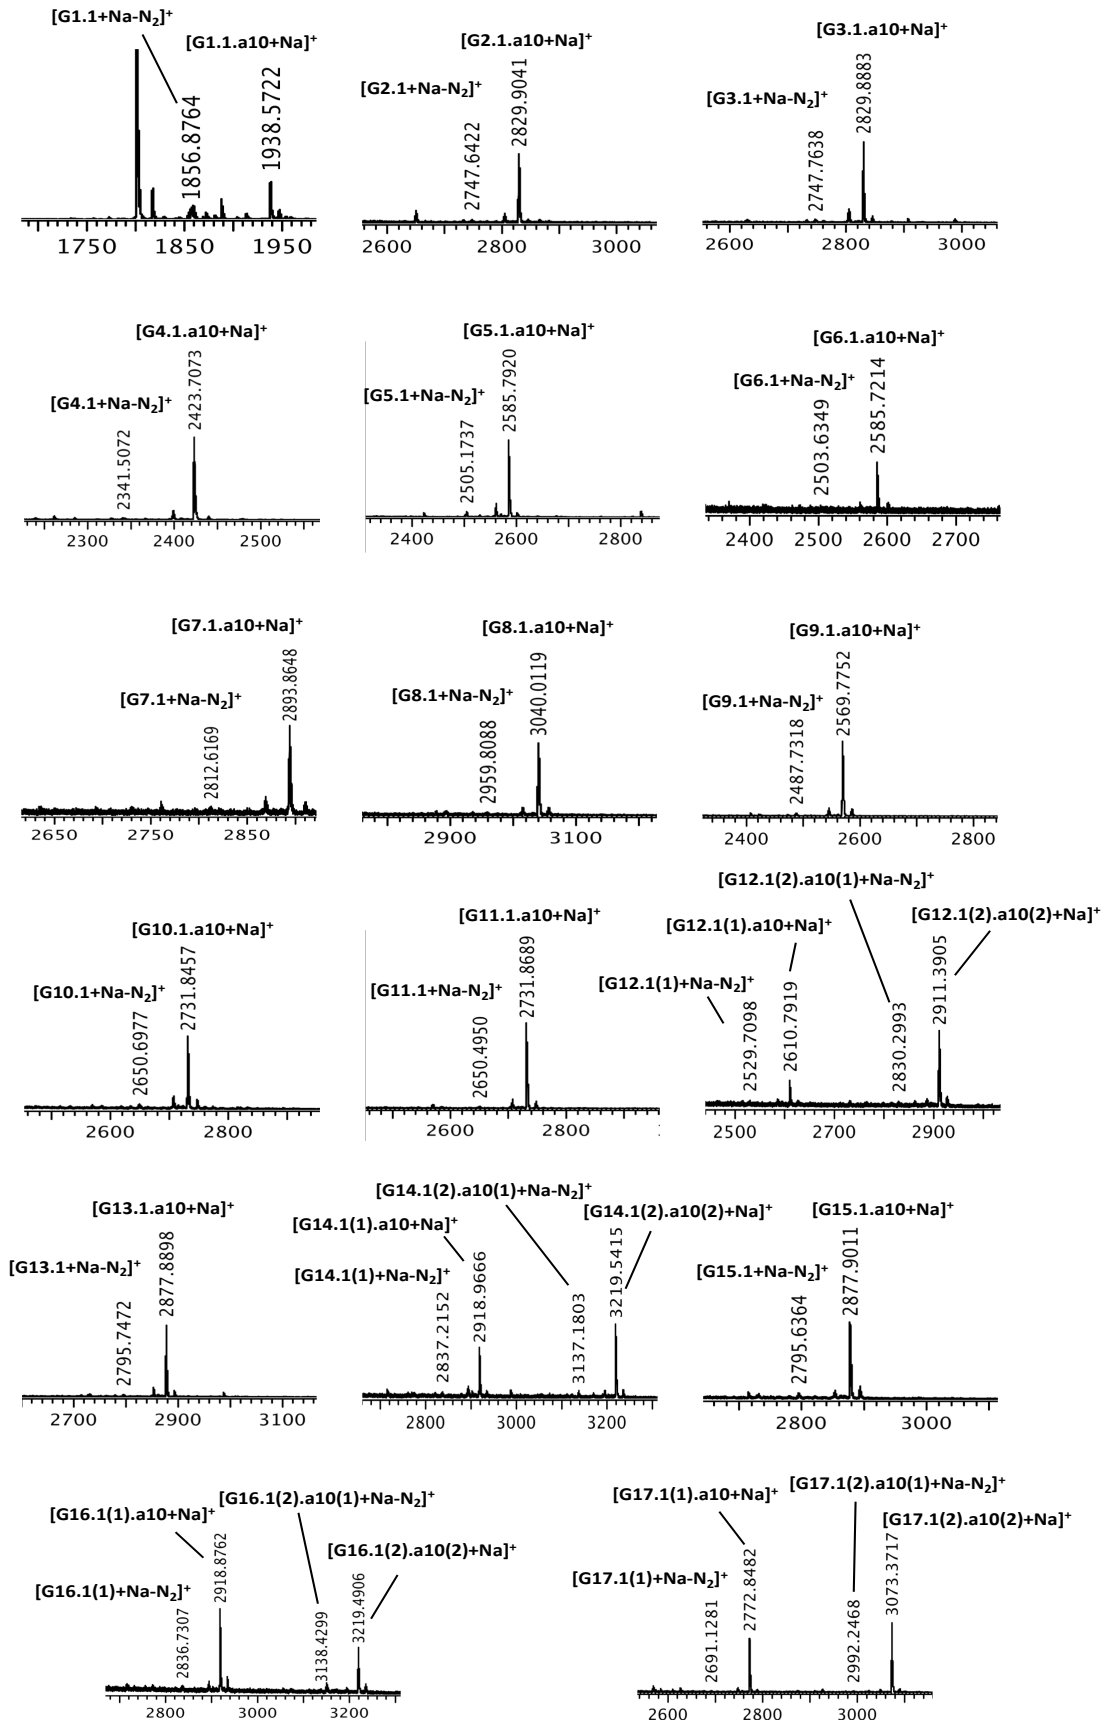 [G1.1+Na-N₂]⁺
[G1.1.a10+Na]⁺
1856.8764
1938.5722
1750 1850 1950
[G2.1.a10+Na]⁺
[G2.1+Na-N₂]⁺
2747.6422
2829.9041
2600 2800 3000
[G3.1.a10+Na]⁺
[G3.1+Na-N₂]⁺
2747.7638
2829.8883
2600 2800 3000
[G4.1.a10+Na]⁺
[G4.1+Na-N₂]⁺
2341.5072
2423.7073
2300 2400 2500
[G5.1.a10+Na]⁺
[G5.1+Na-N₂]⁺
2505.1737
2585.7920
2400 2600 2800
[G6.1.a10+Na]⁺
[G6.1+Na-N₂]⁺
2503.6349
2585.7214
2400 2500 2600 2700
[G7.1.a10+Na]⁺
[G7.1+Na-N₂]⁺
2812.6169
2893.8648
2650 2750 2850
[G8.1.a10+Na]⁺
[G8.1+Na-N₂]⁺
2959.8088
3040.0119
2900 3100
[G9.1.a10+Na]⁺
[G9.1+Na-N₂]⁺
2487.7318
2569.7752
2400 2600 2800
[G10.1.a10+Na]⁺
[G10.1+Na-N₂]⁺
2650.6977
2731.8457
2600 2800
[G11.1.a10+Na]⁺
[G11.1+Na-N₂]⁺
2650.4950
2731.8689
2600 2800
[G12.1(2).a10(1)+Na-N₂]⁺
[G12.1(2).a10(2)+Na]⁺
[G12.1(1).a10+Na]⁺
[G12.1(1)+Na-N₂]⁺
2529.7098
2610.7919
2830.2993
2911.3905
2500 2700 2900
[G13.1.a10+Na]⁺
[G13.1+Na-N₂]⁺
2795.7472
2877.8898
2700 2900 3100
[G14.1(2).a10(1)+Na-N₂]⁺
[G14.1(2).a10(2)+Na]⁺
[G14.1(1).a10+Na]⁺
[G14.1(1)+Na-N₂]⁺
2837.2152
2918.9666
3137.1803
3219.5415
2800 3000 3200
[G15.1.a10+Na]⁺
[G15.1+Na-N₂]⁺
2795.6364
2877.9011
2800 3000
[G16.1(2).a10(1)+Na-N₂]⁺
[G16.1(1).a10+Na]⁺
[G16.1(2).a10(2)+Na]⁺
[G16.1(1)+Na-N₂]⁺
2836.7307
2918.8762
3138.4299
3219.4906
2800 3000 3200
[G17.1(2).a10(1)+Na-N₂]⁺
[G17.1(1).a10+Na]⁺
[G17.1(2).a10(2)+Na]⁺
[G17.1(1)+Na-N₂]⁺
2691.1281
2772.8482
2992.2468
3073.3717
2600 2800 3000